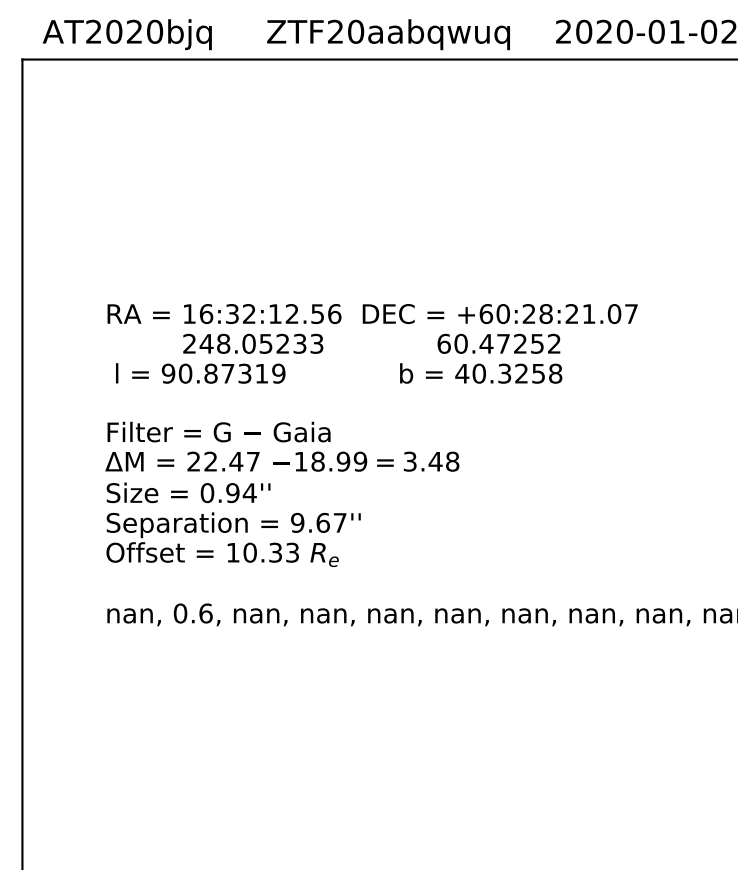 AT2020bjq ZTF20aabqwuq 2020-01-02
RA = 16:32:12.56 DEC = +60:28:21.07
248.05233 60.47252
l = 90.87319 b = 40.3258
Filter = G − Gaia
ΔM = 22.47 −18.99 = 3.48
Size = 0.94''
Separation = 9.67''
Offset = 10.33 Rₑ
nan, 0.6, nan, nan, nan, nan, nan, nan, nan,